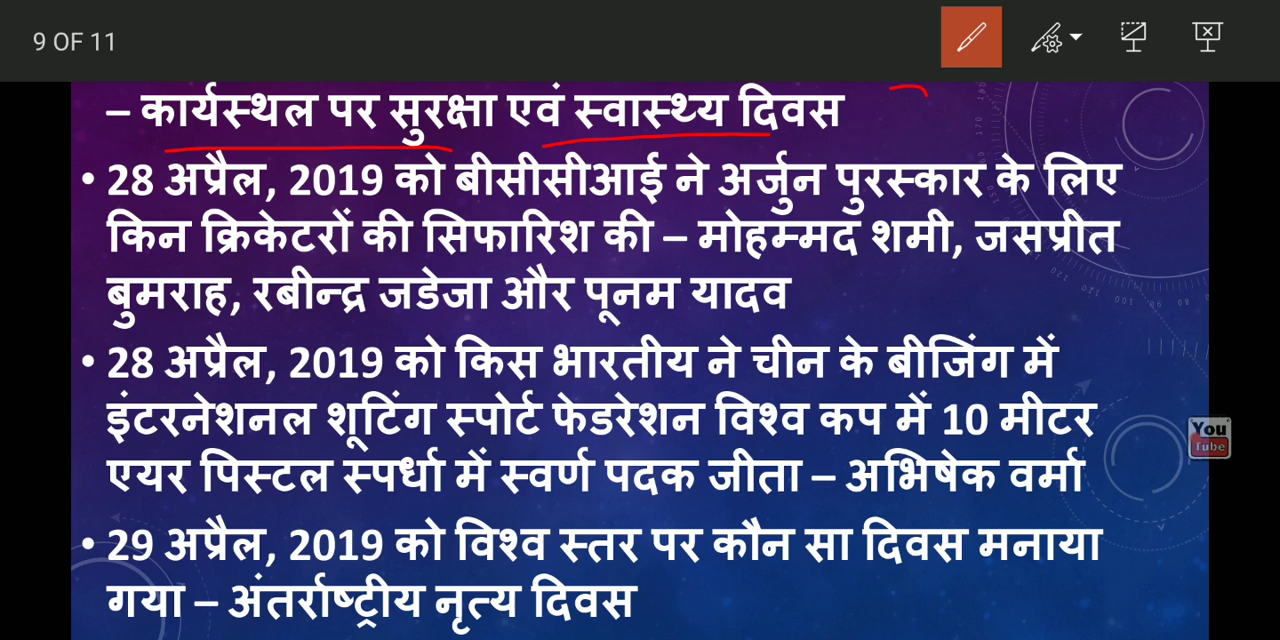 9 OF 11
– कार्यस्थल पर सुरक्षा एवं स्वास्थ्य दिवस
• 28 अप्रैल, 2019 को बीसीसीआई ने अर्जुन पुरस्कार के लिए
किन क्रिकेटरों की सिफारिश की – मोहम्मद शमी, जसप्रीत
बुमराह, रबीन्द्र जडेजा और पूनम यादव
• 28 अप्रैल, 2019 को किस भारतीय ने चीन के बीजिंग में
इंटरनेशनल शूटिंग स्पोर्ट फेडरेशन विश्व कप में 10 मीटर
एयर पिस्टल स्पर्धा में स्वर्ण पदक जीता – अभिषेक वर्मा
You
Tube
• 29 अप्रैल, 2019 को विश्व स्तर पर कौन सा दिवस मनाया
गया – अंतर्राष्ट्रीय नृत्य दिवस